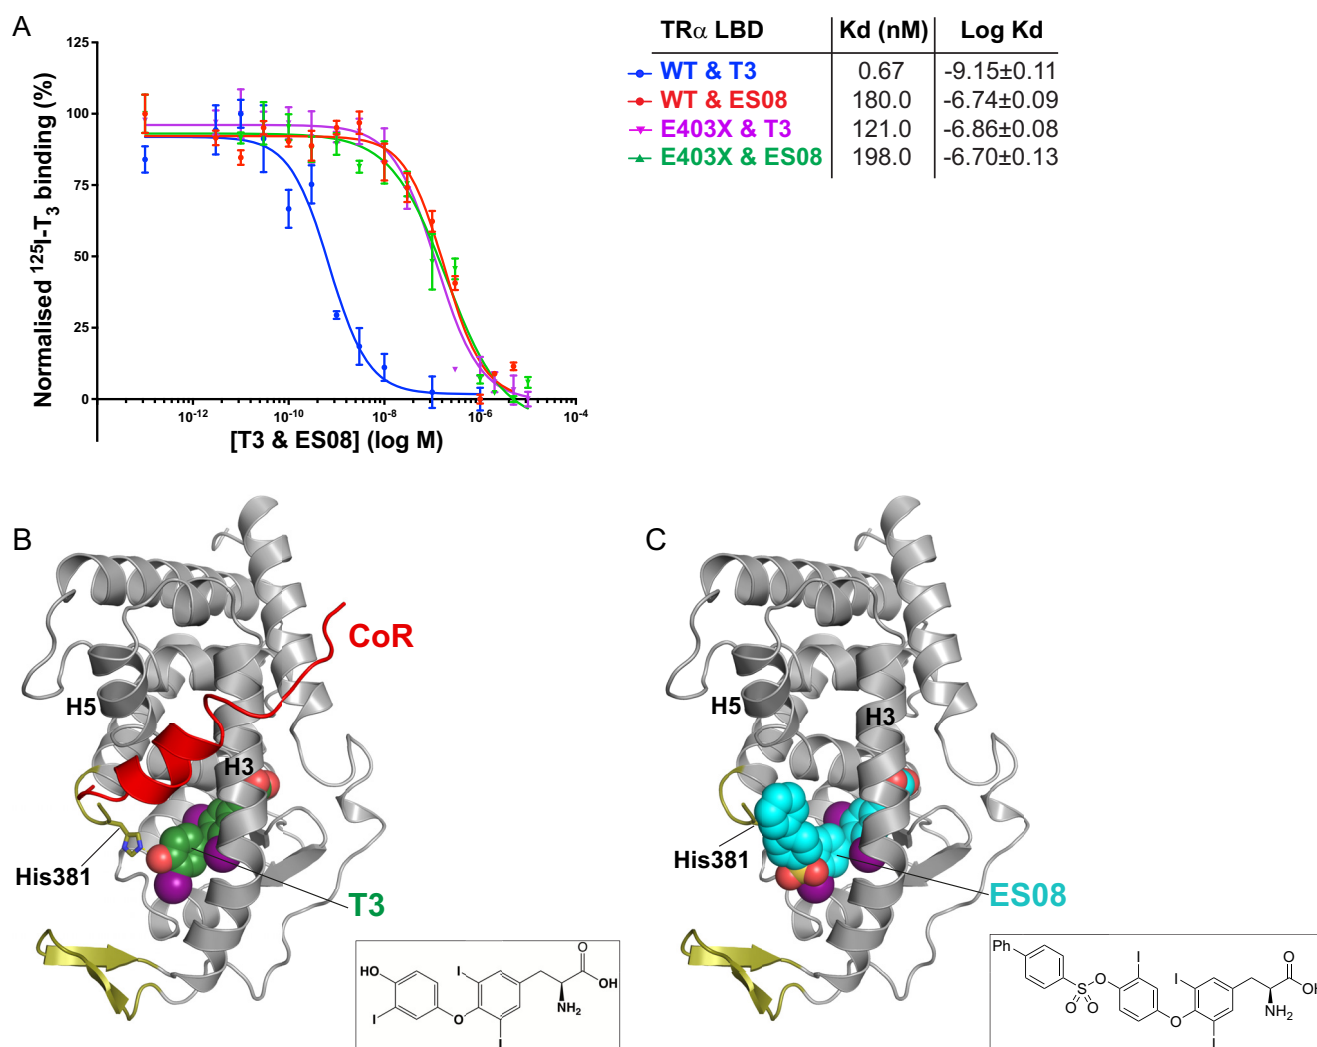 A
125
100
75
50
25
0
Normalised ¹²⁵I-T₃ binding (%)
10⁻¹² 10⁻¹⁰ 10⁻⁸ 10⁻⁶ 10⁻⁴
[T3 & ES08] (log M)
TRα LBD Kd (nM) Log Kd
WT & T3 0.67 -9.15±0.11
WT & ES08 180.0 -6.74±0.09
E403X & T3 121.0 -6.86±0.08
E403X & ES08 198.0 -6.70±0.13
B
CoR
H5
H3
His381
T3
HO
I
O
I
I
O
OH
NH₂
C
H5
H3
His381
ES08
Ph
S
O
O
O
I
O
I
I
O
OH
NH₂